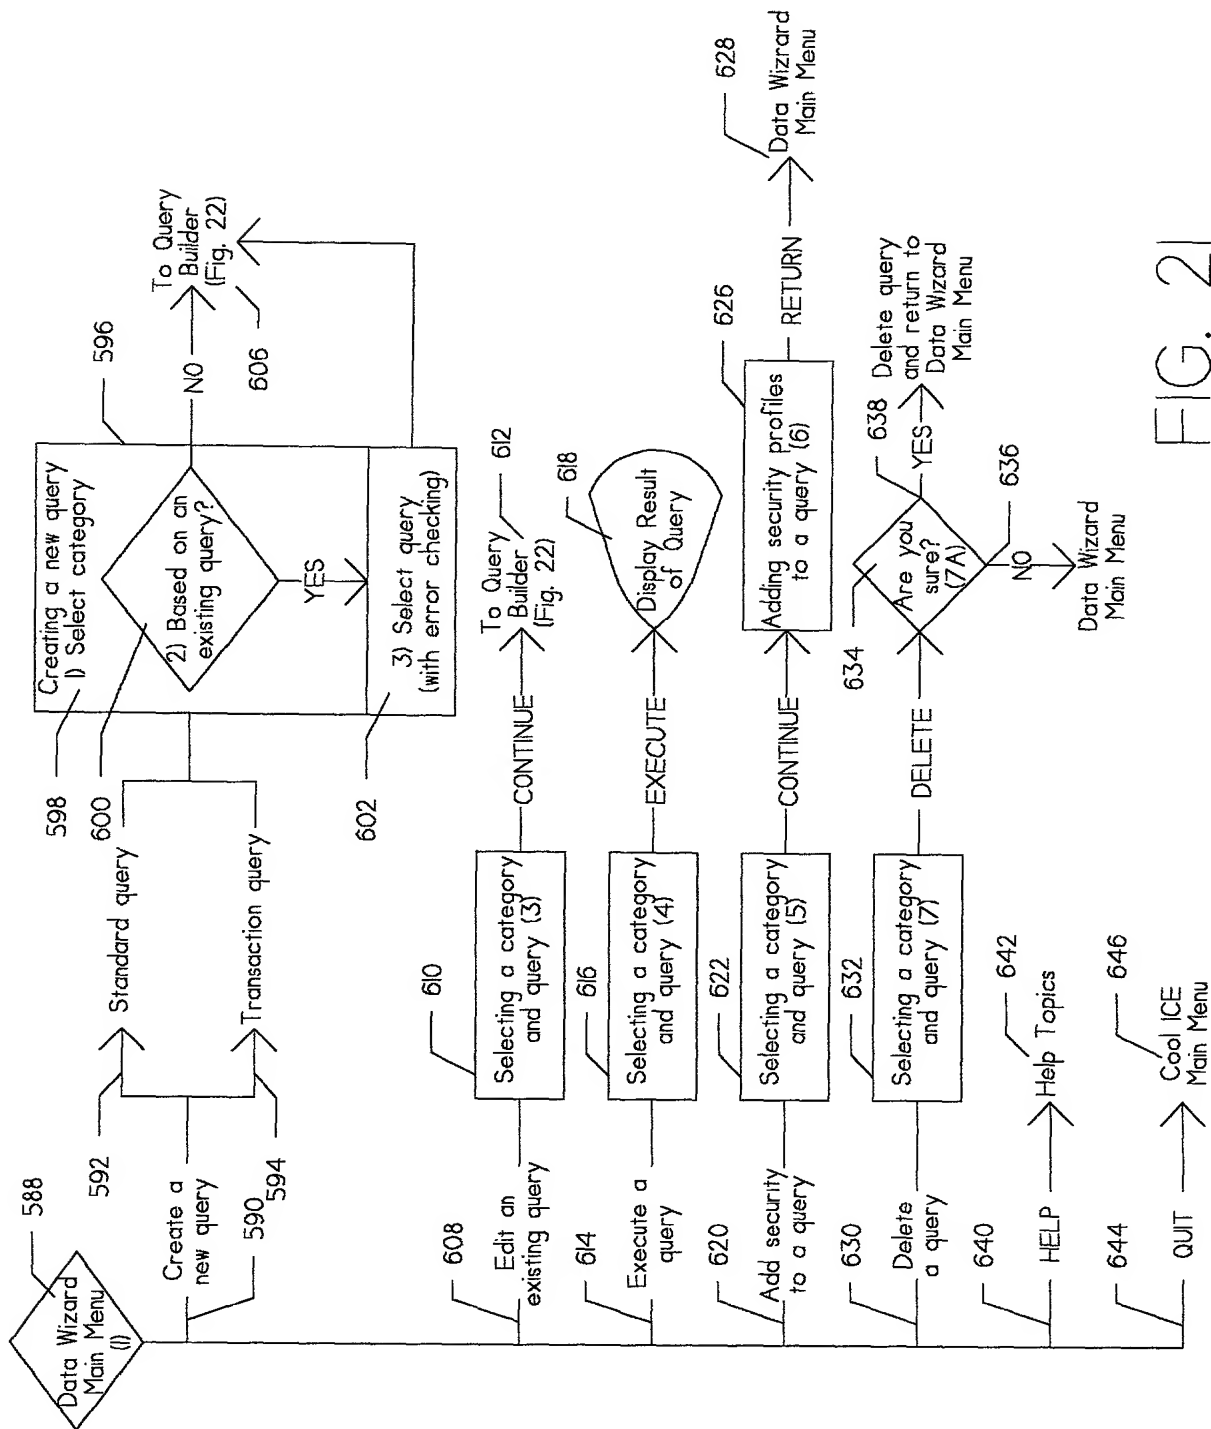 588
Data Wizard
Main Menu
(1)
590
Create a
new query
592
Standard query
594
Transaction query
596
Creating a new query
598
1) Select category
600
2) Based on an
existing query?
YES
602
3) Select query
(with error checking)
NO
To Query
Builder
(Fig. 22)
606
608
Edit an
existing query
610
Selecting a category
and query (3)
CONTINUE
612
To Query
Builder
(Fig. 22)
614
Execute a
query
616
Selecting a category
and query (4)
EXECUTE
618
Display Result
of Query
620
Add security
to a query
622
Selecting a category
and query (5)
CONTINUE
626
Adding security profiles
to a query (6)
RETURN
628
Data Wizrard
Main Menu
630
Delete
a query
632
Selecting a category
and query (7)
DELETE
634
Are you
sure?
(7A)
638
YES
Delete query
and return to
Data Wizard
Main Menu
636
NO
Data Wizard
Main Menu
640
HELP
642
Help Topics
644
QUIT
646
Cool ICE
Main Menu
FIG. 21